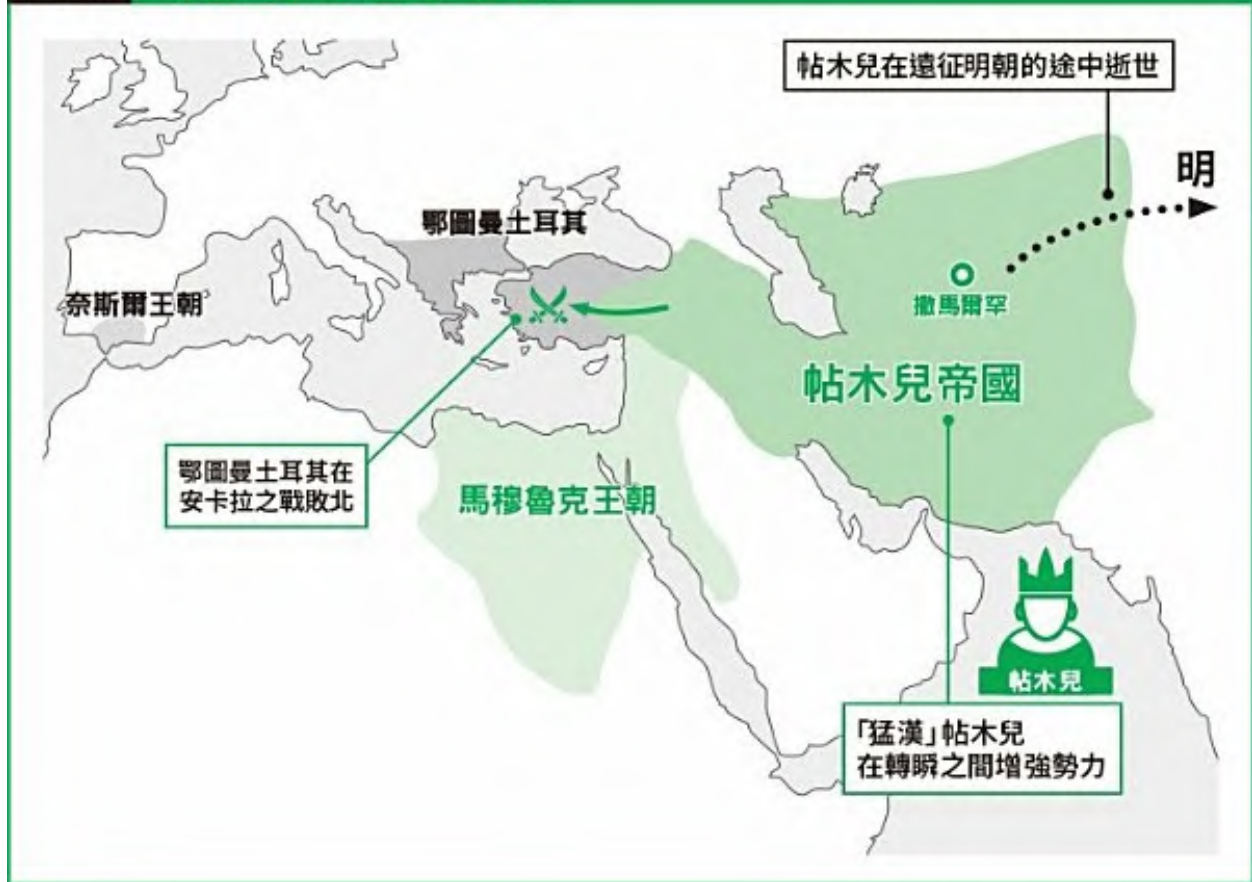 帖木兒在遠征明朝的途中逝世
明
鄂圖曼土耳其
奈斯爾王朝
撒馬爾罕
帖木兒帝國
鄂圖曼土耳其在
安卡拉之戰敗北
馬穆魯克王朝
帖木兒
「猛漢」帖木兒
在轉瞬之間增強勢力